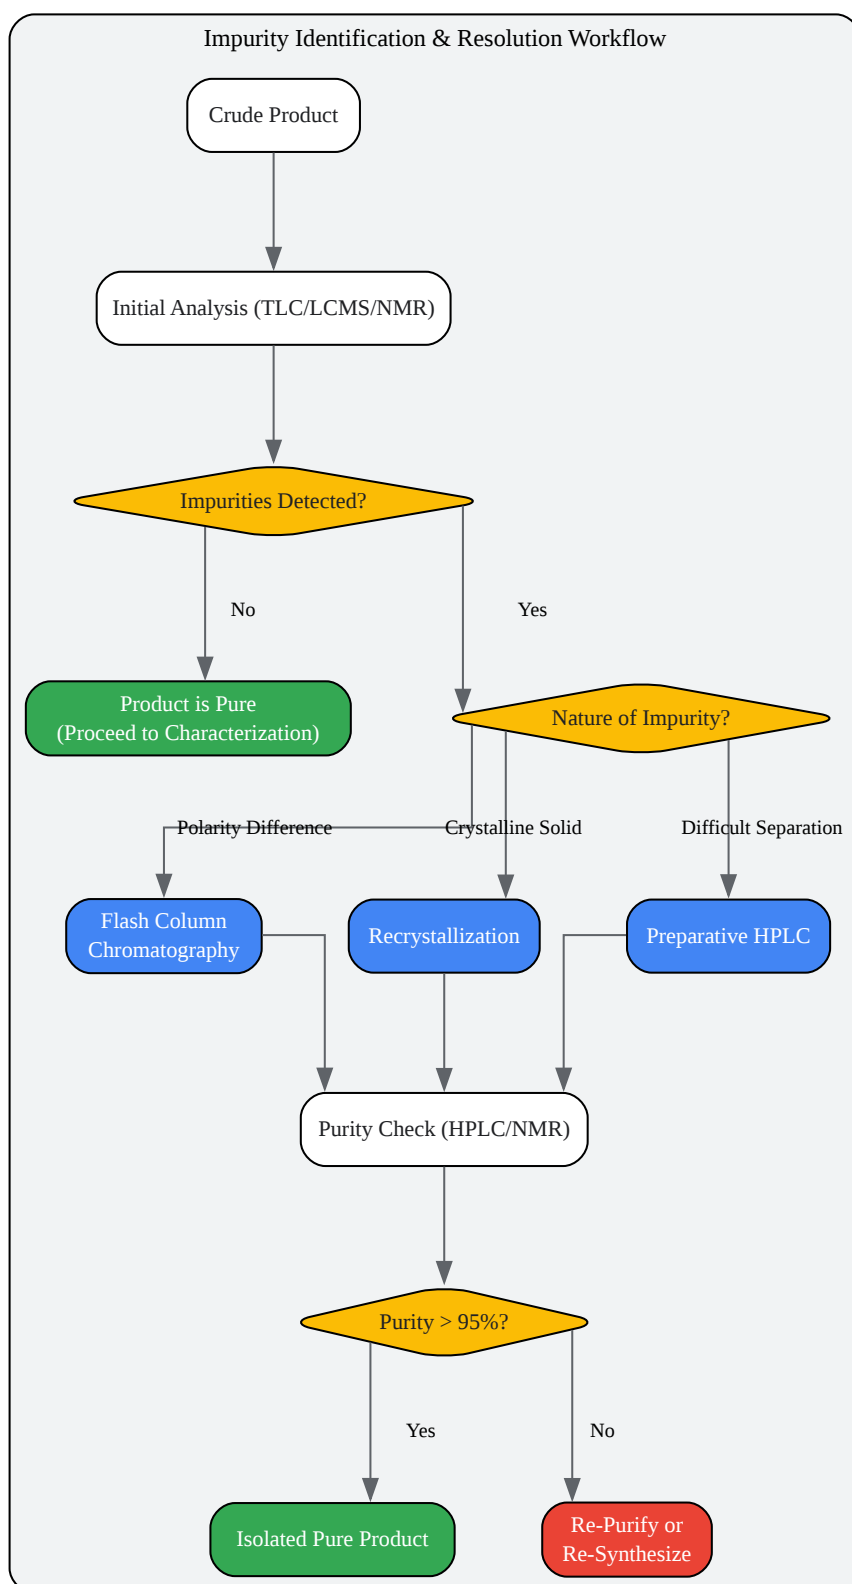 Impurity Identification & Resolution Workflow
Crude Product
Initial Analysis (TLC/LCMS/NMR)
Impurities Detected?
No
Yes
Product is Pure
(Proceed to Characterization)
Nature of Impurity?
Polarity Difference
Crystalline Solid
Difficult Separation
Flash Column
Chromatography
Recrystallization
Preparative HPLC
Purity Check (HPLC/NMR)
Purity > 95%?
Yes
No
Isolated Pure Product
Re-Purify or
Re-Synthesize